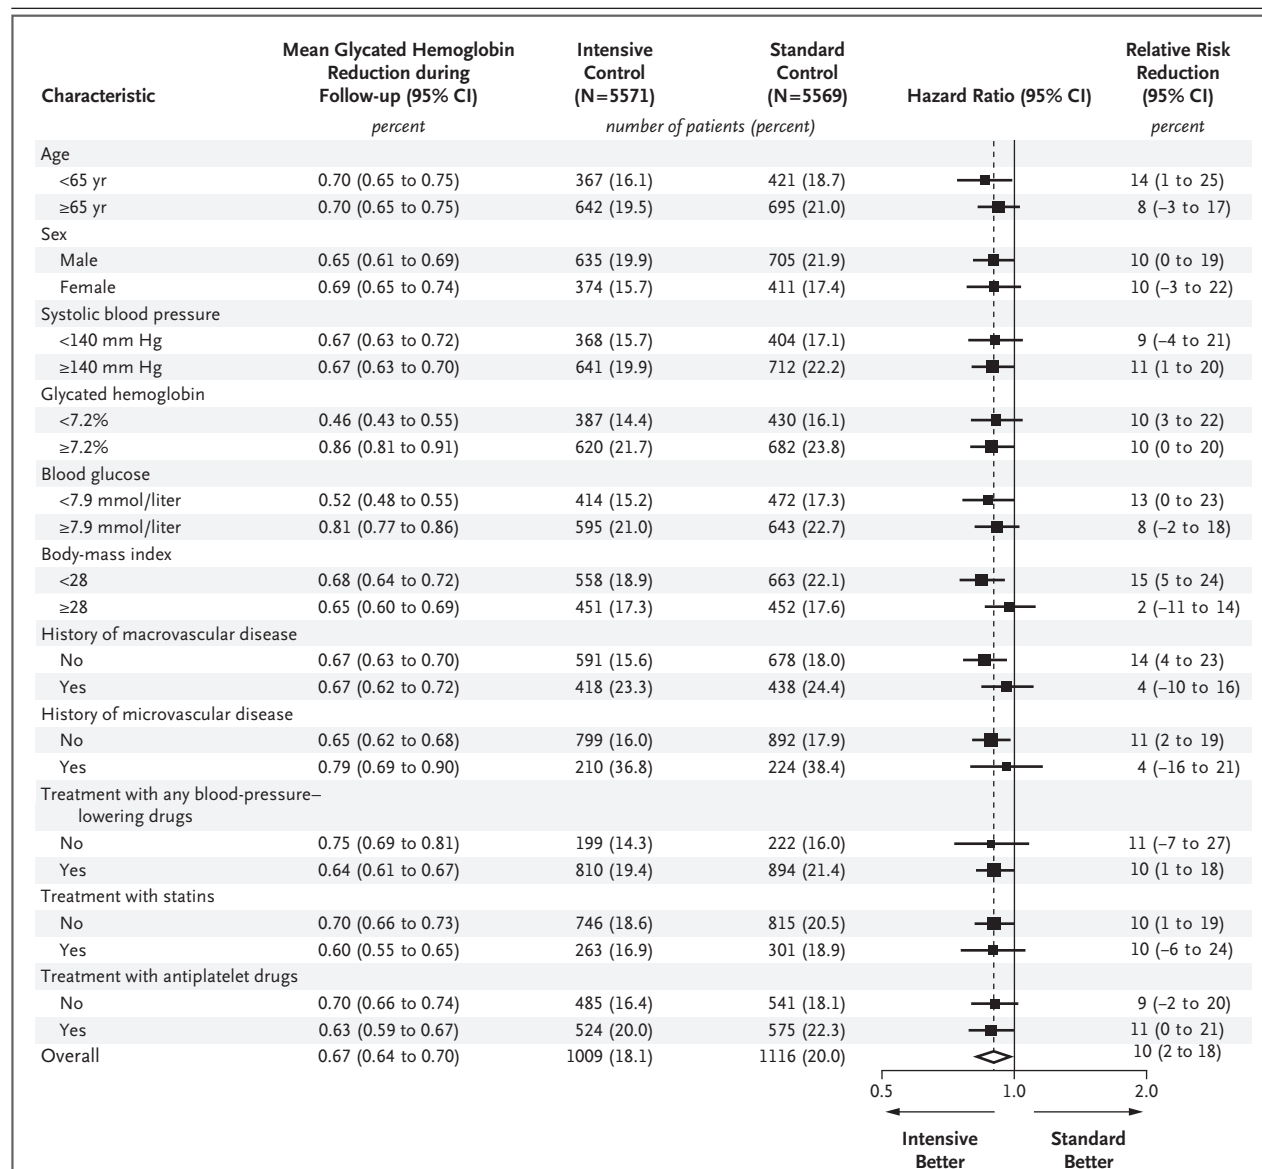 Mean Glycated Hemoglobin Intensive Standard Relative Risk
Reduction during Control Control Reduction
Characteristic Follow-up (95% CI) (N=5571) (N=5569) Hazard Ratio (95% CI) (95% CI)
percent number of patients (percent) percent
Age
<65 yr 0.70 (0.65 to 0.75) 367 (16.1) 421 (18.7) 14 (1 to 25)
≥65 yr 0.70 (0.65 to 0.75) 642 (19.5) 695 (21.0) 8 (–3 to 17)
Sex
Male 0.65 (0.61 to 0.69) 635 (19.9) 705 (21.9) 10 (0 to 19)
Female 0.69 (0.65 to 0.74) 374 (15.7) 411 (17.4) 10 (–3 to 22)
Systolic blood pressure
<140 mm Hg 0.67 (0.63 to 0.72) 368 (15.7) 404 (17.1) 9 (–4 to 21)
≥140 mm Hg 0.67 (0.63 to 0.70) 641 (19.9) 712 (22.2) 11 (1 to 20)
Glycated hemoglobin
<7.2% 0.46 (0.43 to 0.55) 387 (14.4) 430 (16.1) 10 (3 to 22)
≥7.2% 0.86 (0.81 to 0.91) 620 (21.7) 682 (23.8) 10 (0 to 20)
Blood glucose
<7.9 mmol/liter 0.52 (0.48 to 0.55) 414 (15.2) 472 (17.3) 13 (0 to 23)
≥7.9 mmol/liter 0.81 (0.77 to 0.86) 595 (21.0) 643 (22.7) 8 (–2 to 18)
Body-mass index
<28 0.68 (0.64 to 0.72) 558 (18.9) 663 (22.1) 15 (5 to 24)
≥28 0.65 (0.60 to 0.69) 451 (17.3) 452 (17.6) 2 (–11 to 14)
History of macrovascular disease
No 0.67 (0.63 to 0.70) 591 (15.6) 678 (18.0) 14 (4 to 23)
Yes 0.67 (0.62 to 0.72) 418 (23.3) 438 (24.4) 4 (–10 to 16)
History of microvascular disease
No 0.65 (0.62 to 0.68) 799 (16.0) 892 (17.9) 11 (2 to 19)
Yes 0.79 (0.69 to 0.90) 210 (36.8) 224 (38.4) 4 (–16 to 21)
Treatment with any blood-pressure–
lowering drugs
No 0.75 (0.69 to 0.81) 199 (14.3) 222 (16.0) 11 (–7 to 27)
Yes 0.64 (0.61 to 0.67) 810 (19.4) 894 (21.4) 10 (1 to 18)
Treatment with statins
No 0.70 (0.66 to 0.73) 746 (18.6) 815 (20.5) 10 (1 to 19)
Yes 0.60 (0.55 to 0.65) 263 (16.9) 301 (18.9) 10 (–6 to 24)
Treatment with antiplatelet drugs
No 0.70 (0.66 to 0.74) 485 (16.4) 541 (18.1) 9 (–2 to 20)
Yes 0.63 (0.59 to 0.67) 524 (20.0) 575 (22.3) 11 (0 to 21)
Overall 0.67 (0.64 to 0.70) 1009 (18.1) 1116 (20.0) 10 (2 to 18)
0.5 1.0 2.0
Intensive Standard
Better Better